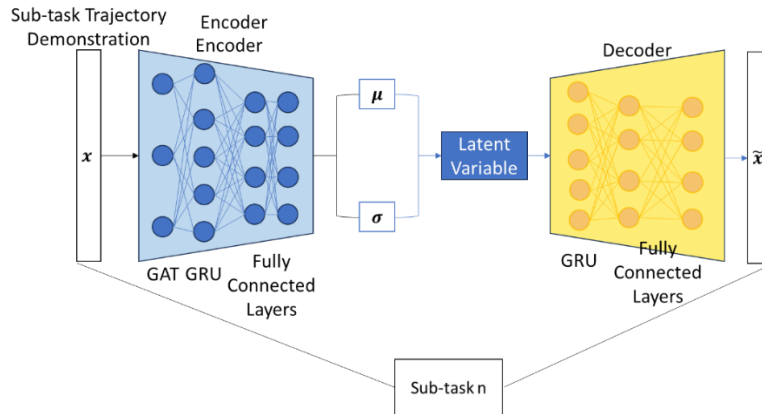 Sub-task Trajectory
Demonstration
Encoder
Encoder
Decoder
x
μ
σ
Latent
Variable
x̃
GAT GRU
Fully
Connected
Layers
GRU
Fully
Connected
Layers
Sub-task n